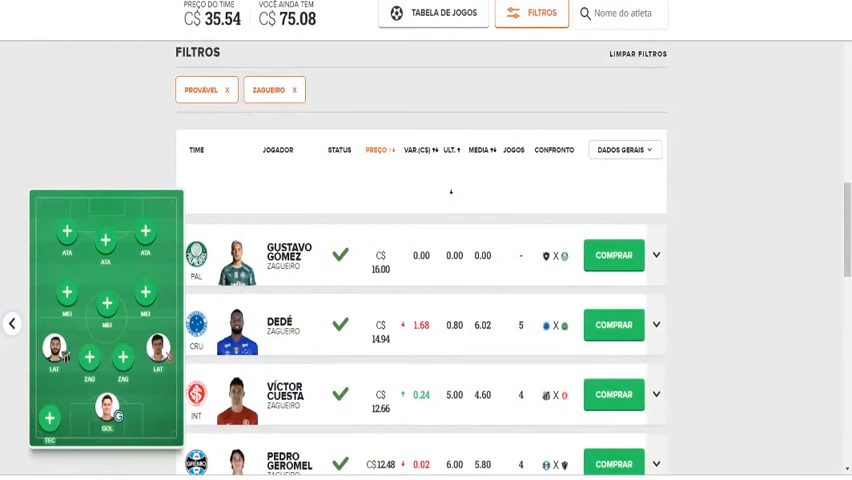 PREÇO DO TIME
C$ 35.54
VOCÊ AINDA TEM
C$ 75.08
TABELA DE JOGOS
FILTROS
Nome do atleta
FILTROS
LIMPAR FILTROS
PROVÁVEL X
ZAGUEIRO X
TIME JOGADOR STATUS PREÇO VAR.(C$) ULT. MEDIA JOGOS CONFRONTO DADOS GERAIS
PAL
GUSTAVO GOMEZ
ZAGUEIRO
C$ 16.00
0.00 0.00 0.00 - X COMPRAR
CRU
DEDÉ
ZAGUEIRO
C$ 14.94
1.68 0.80 6.02 5 X COMPRAR
INT
VÍCTOR CUESTA
ZAGUEIRO
C$ 12.66
0.24 5.00 4.60 4 X COMPRAR
GRÊMIO
PEDRO GEROMEL
C$ 12.48 0.02 6.00 5.80 4 X COMPRAR
ATA ATA ATA
MEI MEI MEI
LAT ZAG ZAG LAT
GOL
TEC